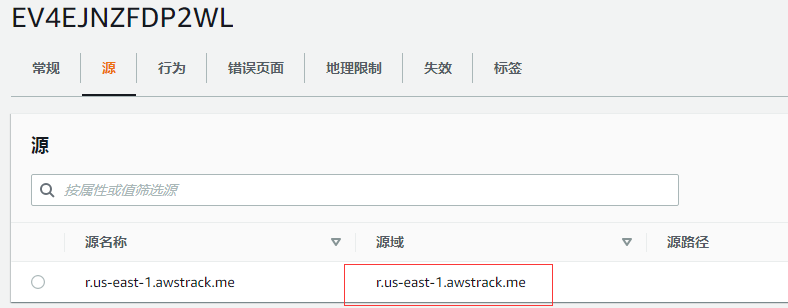 EV4EJNZFDP2WL
常规 源 行为 错误页面 地理限制 失效 标签
源
按属性或值筛选源
源名称 源域 源路径
r.us-east-1.awstrack.me r.us-east-1.awstrack.me